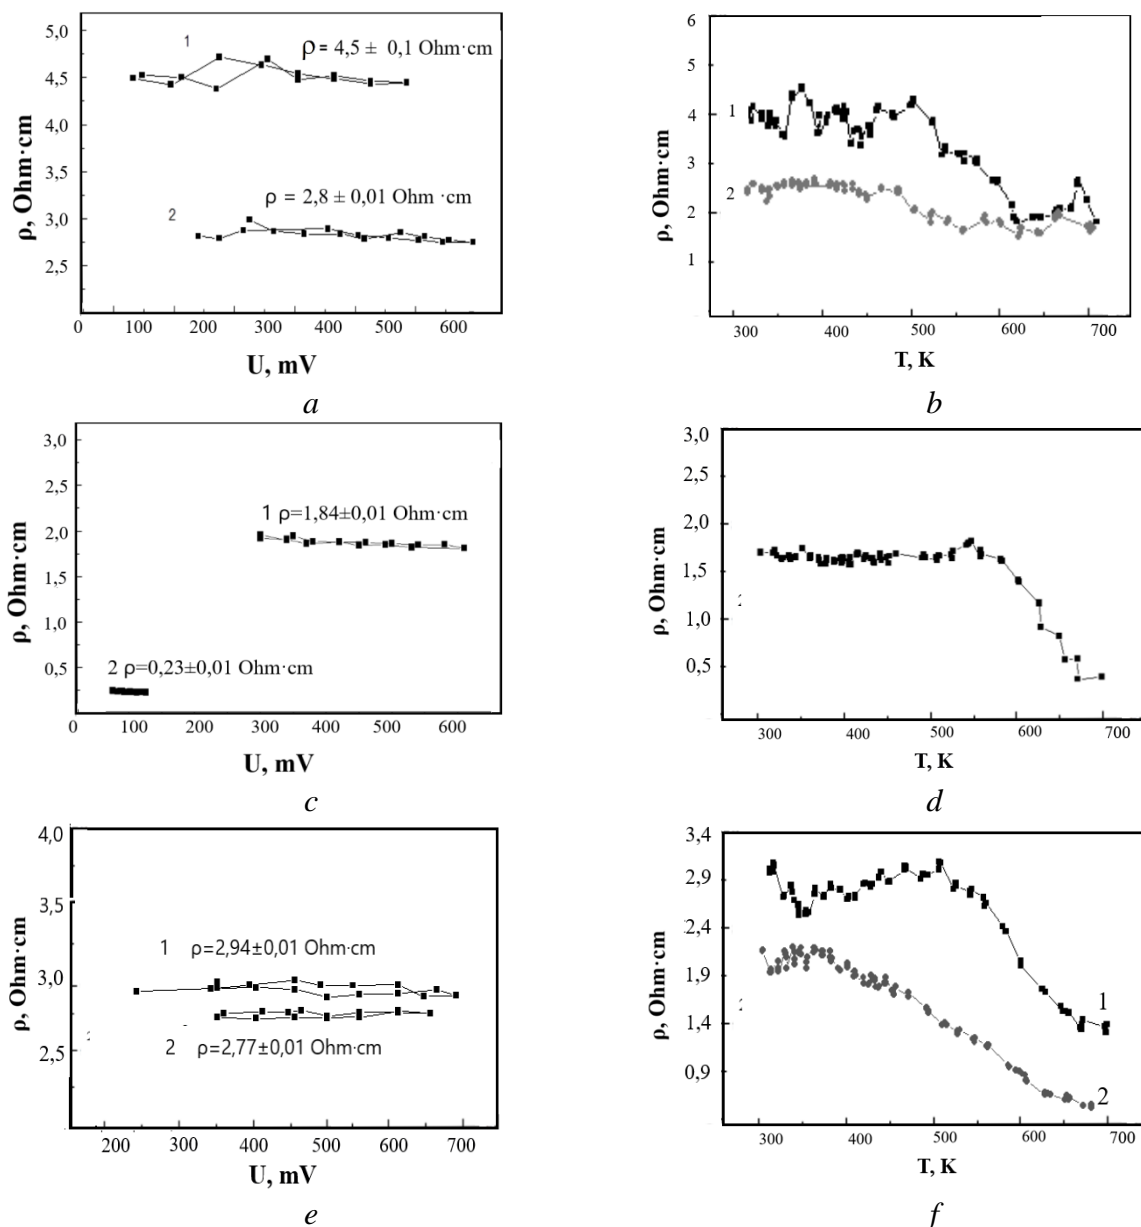 5,0
4,5
4,0
3,5
3,0
2,5
ρ, Ohm·cm
1
ρ = 4,5 ± 0,1 Ohm·cm
ρ = 2,8 ± 0,01 Ohm ·cm
2
0 100 200 300 400 500 600
U, mV
a
6
5
4
3
2
1
ρ, Ohm·cm
1
2
300 400 500 600 700
T, K
b
3,0
2,5
2,0
1,5
1,0
0,5
ρ, Ohm·cm
1 ρ=1,84±0,01 Ohm·cm
2 ρ=0,23±0,01 Ohm·cm
0 100 200 300 400 500 600
U, mV
c
3,0
2,5
2,0
1,5
1,0
0,5
ρ, Ohm·cm
300 400 500 600 700
T, K
d
4,0
3,5
3,0
2,5
ρ, Ohm·cm
1 ρ=2,94±0,01 Ohm·cm
2 ρ=2,77±0,01 Ohm·cm
200 300 400 500 600 700
U, mV
e
3,4
2,9
2,4
1,9
1,4
0,9
ρ, Ohm·cm
1
2
300 400 500 600 700
T, K
f